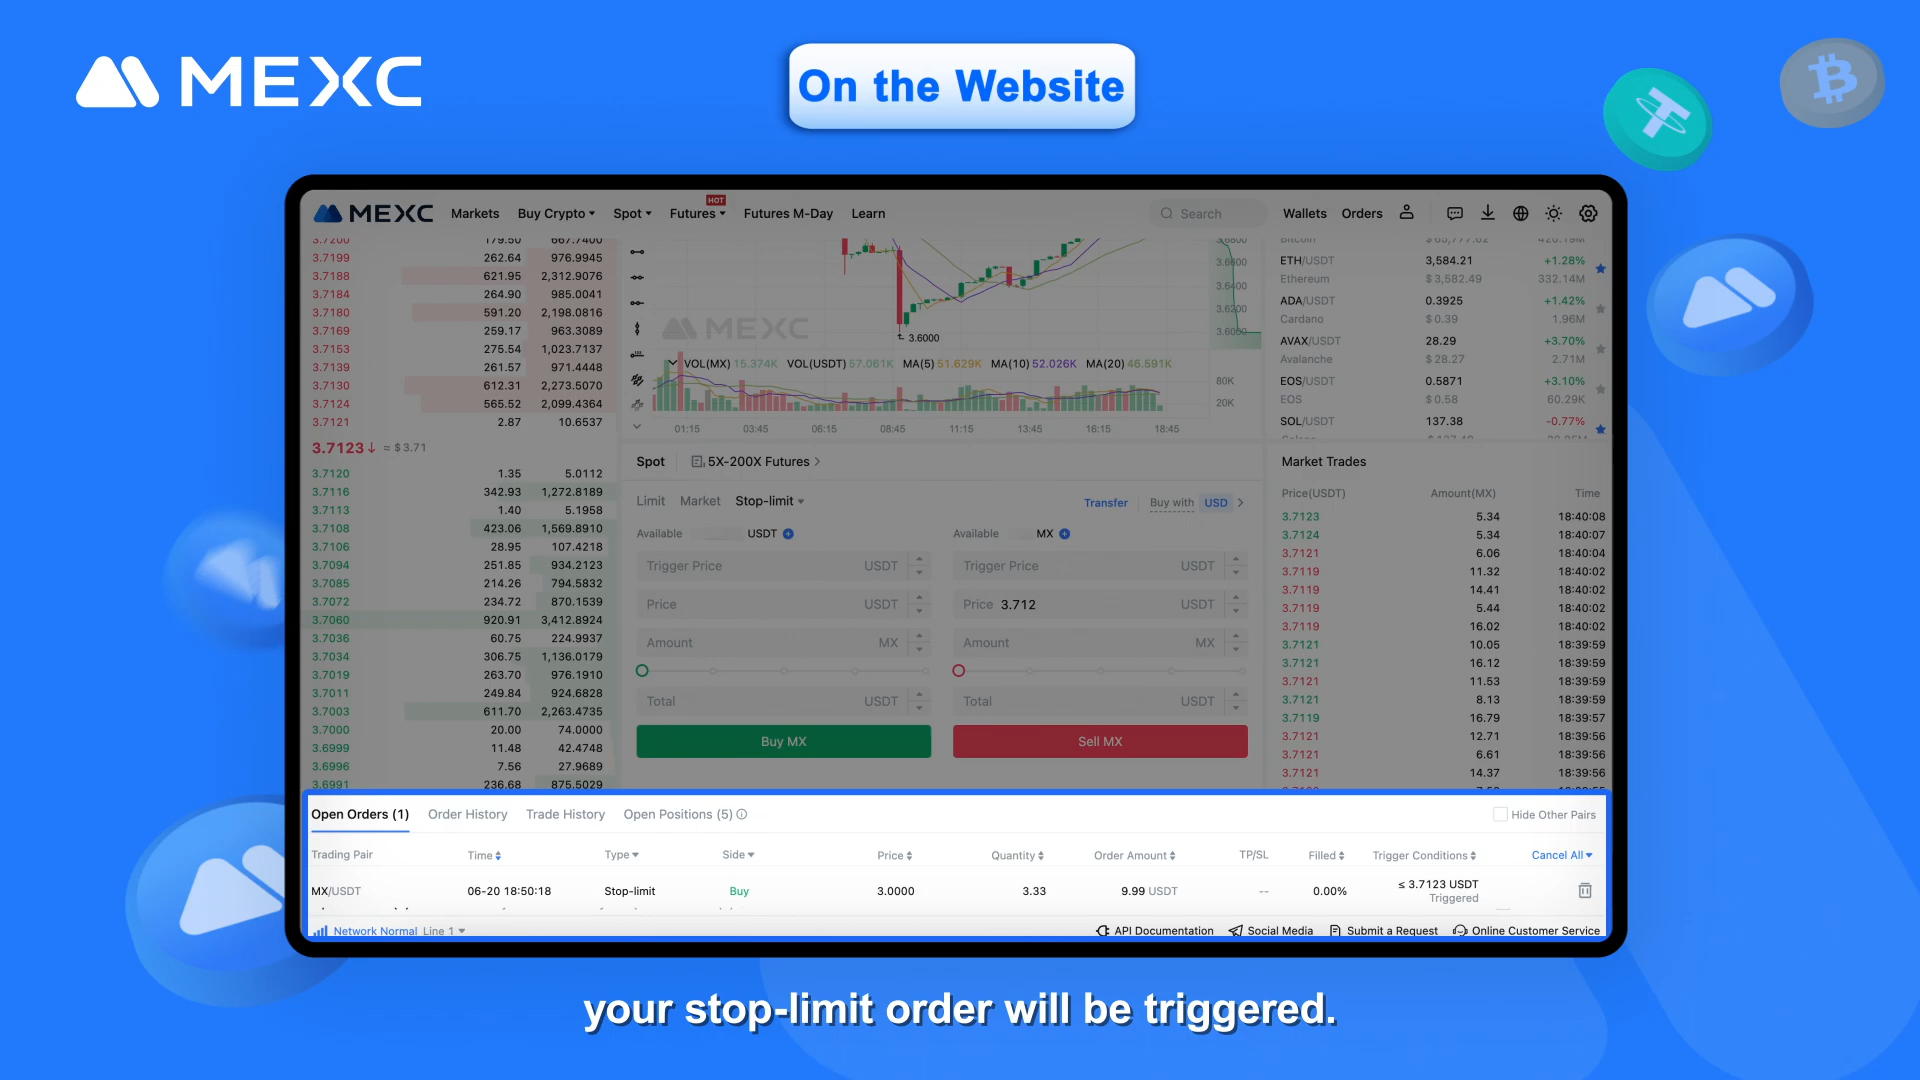 MEXC
On the Website
MEXC Markets Buy Crypto Spot Futures HOT Futures M-Day Learn Search Wallets Orders
3.7200 179.50 667.7400
3.7199 262.64 976.9945
3.7188 621.95 2,312.9076
3.7184 264.90 985.0041
3.7180 591.20 2,198.0816
3.7169 259.17 963.3089
3.7153 275.54 1,023.7137
3.7139 261.57 971.4448
3.7130 612.31 2,273.5070
3.7124 565.52 2,099.4364
3.7121 2.87 10.6537
3.7123↓ ≈ $3.71
3.7120 1.35 5.0112
3.7116 342.93 1,272.8189
3.7113 1.40 5.1958
3.7108 423.06 1,569.8910
3.7106 28.95 107.4218
3.7094 251.85 934.2123
3.7085 214.26 794.5832
3.7072 234.72 870.1539
3.7060 920.91 3,412.8924
3.7036 60.75 224.9937
3.7034 306.75 1,136.0179
3.7019 263.70 976.1910
3.7011 249.84 924.6828
3.7003 611.70 2,263.4735
3.7000 20.00 74.0000
3.6999 11.48 42.4748
3.6996 7.56 27.9689
3.6991 236.68 875.5029
3.6800
3.6600
3.6400
3.6200
3.6000
MEXC
3.6000
VOL(MX) 15.374K VOL(USDT) 57.061K MA(5) 51.629K MA(10) 52.026K MA(20) 46.591K
80K
20K
01:15 03:45 06:15 08:45 11:15 13:45 16:15 18:45
Spot 5X-200X Futures >
Limit Market Stop-limit Transfer Buy with USD >
Available USDT Available MX
Trigger Price USDT Trigger Price USDT
Price USDT Price 3.712 USDT
Amount MX Amount MX
Total USDT Total USDT
Buy MX Sell MX
Bitcoin
ETH/USDT 3,584.21 +1.28%
Ethereum $3,582.49 332.14M
ADA/USDT 0.3925 +1.42%
Cardano $0.39 1.96M
AVAX/USDT 28.29 +3.70%
Avalanche $28.27 2.71M
EOS/USDT 0.5871 +3.10%
EOS $0.58 60.29K
SOL/USDT 137.38 -0.77%
Market Trades
Price(USDT) Amount(MX) Time
3.7123 5.34 18:40:08
3.7124 5.34 18:40:07
3.7121 6.06 18:40:04
3.7119 11.32 18:40:02
3.7119 14.41 18:40:02
3.7119 5.44 18:40:02
3.7119 16.02 18:40:02
3.7121 10.05 18:39:59
3.7121 16.12 18:39:59
3.7121 11.53 18:39:59
3.7121 8.13 18:39:59
3.7119 16.79 18:39:57
3.7121 12.71 18:39:56
3.7121 6.61 18:39:56
3.7121 14.37 18:39:56
Open Orders (1) Order History Trade History Open Positions (5) Hide Other Pairs
Trading Pair Time Type Side Price Quantity Order Amount TP/SL Filled Trigger Conditions Cancel All
MX/USDT 06-20 18:50:18 Stop-limit Buy 3.0000 3.33 9.99 USDT -- 0.00% ≤ 3.7123 USDT
Triggered
Network Normal Line 1 API Documentation Social Media Submit a Request Online Customer Service
your stop-limit order will be triggered.